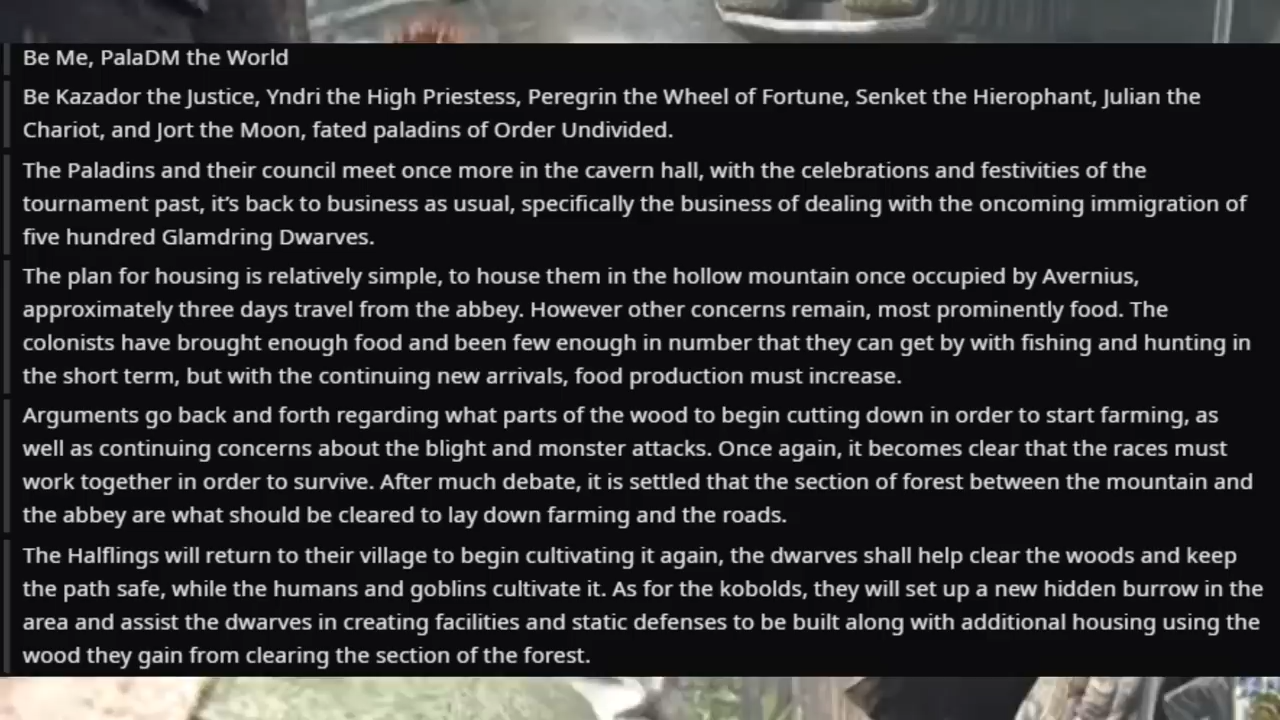 Be Me, PalaDM the World
Be Kazador the Justice, Yndri the High Priestess, Peregrin the Wheel of Fortune, Senket the Hierophant, Julian the
Chariot, and Jort the Moon, fated paladins of Order Undivided.
The Paladins and their council meet once more in the cavern hall, with the celebrations and festivities of the
tournament past, it’s back to business as usual, specifically the business of dealing with the oncoming immigration of
five hundred Glamdring Dwarves.
The plan for housing is relatively simple, to house them in the hollow mountain once occupied by Avernius,
approximately three days travel from the abbey. However other concerns remain, most prominently food. The
colonists have brought enough food and been few enough in number that they can get by with fishing and hunting in
the short term, but with the continuing new arrivals, food production must increase.
Arguments go back and forth regarding what parts of the wood to begin cutting down in order to start farming, as
well as continuing concerns about the blight and monster attacks. Once again, it becomes clear that the races must
work together in order to survive. After much debate, it is settled that the section of forest between the mountain and
the abbey are what should be cleared to lay down farming and the roads.
The Halflings will return to their village to begin cultivating it again, the dwarves shall help clear the woods and keep
the path safe, while the humans and goblins cultivate it. As for the kobolds, they will set up a new hidden burrow in the
area and assist the dwarves in creating facilities and static defenses to be built along with additional housing using the
wood they gain from clearing the section of the forest.